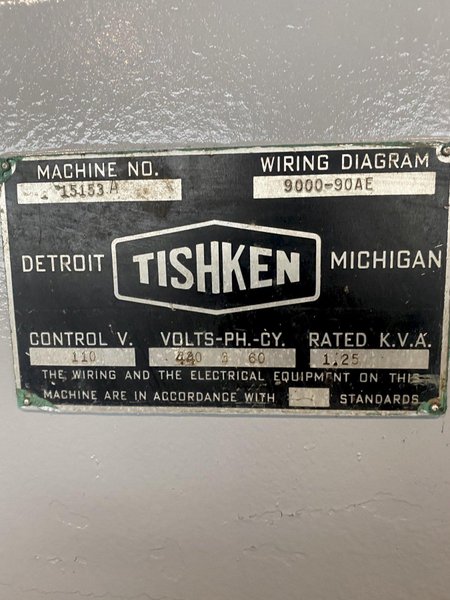 MACHINE NO. WIRING DIAGRAM
15153A 9000-90AE
DETROIT TISHKEN MICHIGAN
CONTROL V. VOLTS-PH.-CY. RATED K.V.A.
110 440 3 60 1.25
THE WIRING AND THE ELECTRICAL EQUIPMENT ON THIS
MACHINE ARE IN ACCORDANCE WITH STANDARDS